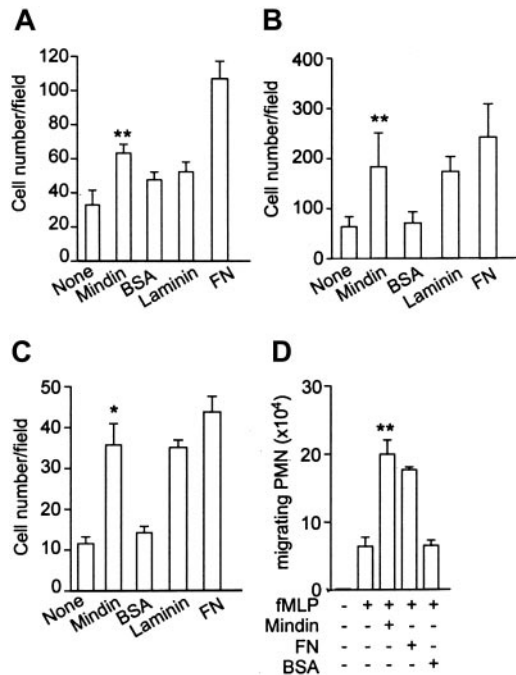 A
Cell number/field
120
100
80
60
40
20
0
**
None
Mindin
BSA
Laminin
FN
B
Cell number/field
400
300
200
100
0
**
None
Mindin
BSA
Laminin
FN
C
Cell number/field
50
40
30
20
10
0
*
None
Mindin
BSA
Laminin
FN
D
migrating PMN (x10⁴)
30
20
10
0
**
fMLP - + + + +
Mindin - - + - -
FN - - - + -
BSA - - - - +